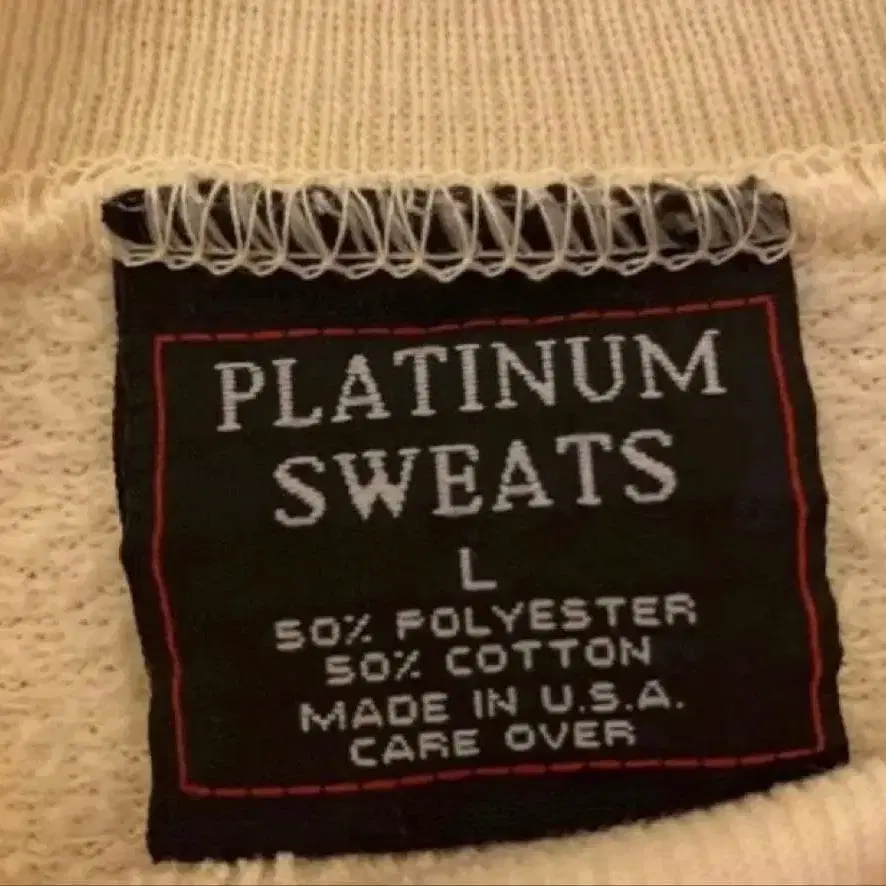 PLATINUM
SWEATS
L
50% POLYESTER
50% COTTON
MADE IN U.S.A.
CARE OVER